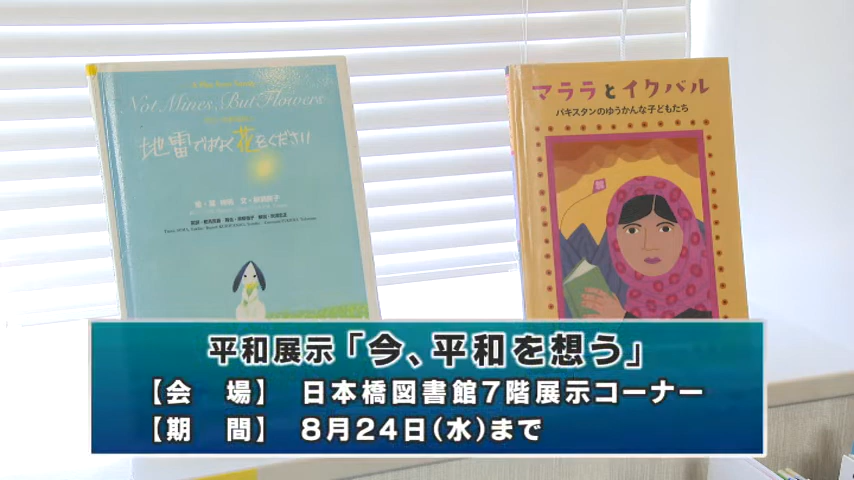 Not Mines, But Flowers
地雷ではなく花をください
マララとイクバル
パキスタンのゆうかんな子どもたち
平和展示「今、平和を想う」
【会　場】　日本橋図書館7階展示コーナー
【期　間】　8月24日(水)まで